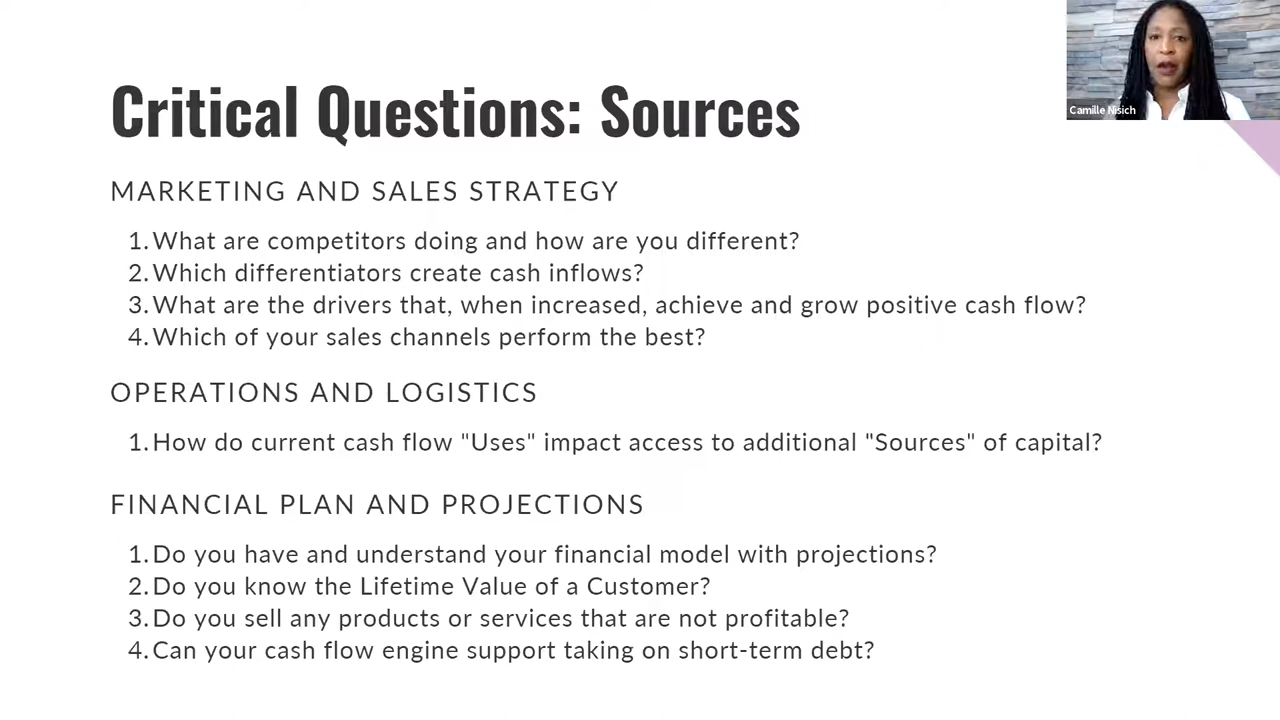 Camille Nisich
Critical Questions: Sources
MARKETING AND SALES STRATEGY
1. What are competitors doing and how are you different?
2. Which differentiators create cash inflows?
3. What are the drivers that, when increased, achieve and grow positive cash flow?
4. Which of your sales channels perform the best?
OPERATIONS AND LOGISTICS
1. How do current cash flow "Uses" impact access to additional "Sources" of capital?
FINANCIAL PLAN AND PROJECTIONS
1. Do you have and understand your financial model with projections?
2. Do you know the Lifetime Value of a Customer?
3. Do you sell any products or services that are not profitable?
4. Can your cash flow engine support taking on short-term debt?